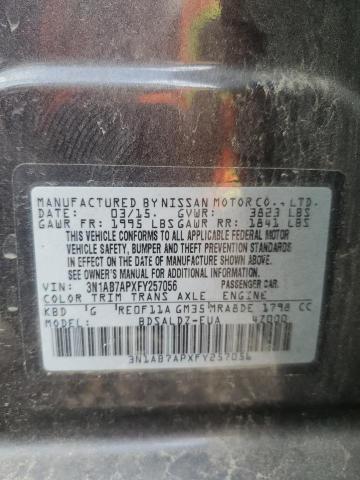 MANUFACTURED BY NISSAN MOTOR CO., LTD.
DATE: 03/15. GVWR: 3823 LBS
GAWR FR: 1995 LBS GAWR RR: 1841 LBS
THIS VEHICLE CONFORMS TO ALL APPLICABLE FEDERAL MOTOR
VEHICLE SAFETY, BUMPER AND THEFT PREVENTION STANDARDS
IN EFFECT ON THE DATE OF MANUFACTURE SHOWN ABOVE.
3N OWNER'S MANUAL FOR ADDITIONAL INFORMATION
VIN: 3N1AB7APXFY257056 PASSENGER CAR.
COLOR TRIM TRANS AXLE ENGINE
KBD G RE0F11A GM35 MRA8DE 1798 CC
MODEL BDSALDZ-EUA 47000
3N1AB7APXFY257056